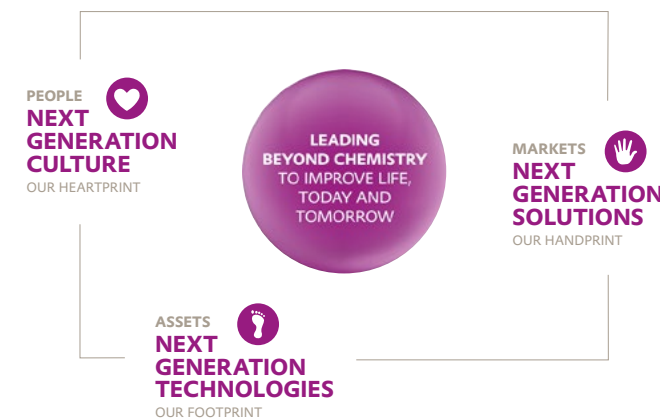 PEOPLE
NEXT
GENERATION
CULTURE
OUR HEARTPRINT
LEADING
BEYOND CHEMISTRY
TO IMPROVE LIFE,
TODAY AND
TOMORROW
MARKETS
NEXT
GENERATION
SOLUTIONS
OUR HANDPRINT
ASSETS
NEXT
GENERATION
TECHNOLOGIES
OUR FOOTPRINT